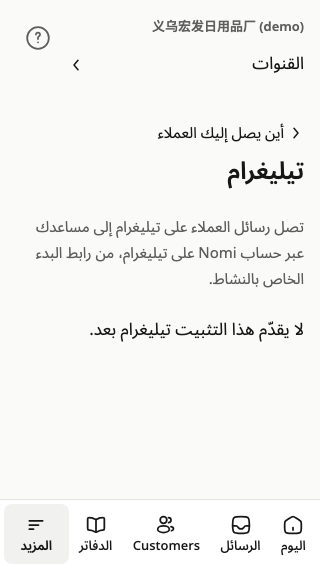 义乌宏发日用品厂 (demo)
القنوات
أين يصل إليك العملاء
تيليغرام
تصل رسائل العملاء على تيليغرام إلى مساعدك
عبر حساب Nomi على تيليغرام، من رابط البدء
الخاص بالنشاط.
لا يقدّم هذا التثبيت تيليغرام بعد.
اليوم
الرسائل
Customers
الدفاتر
المزيد